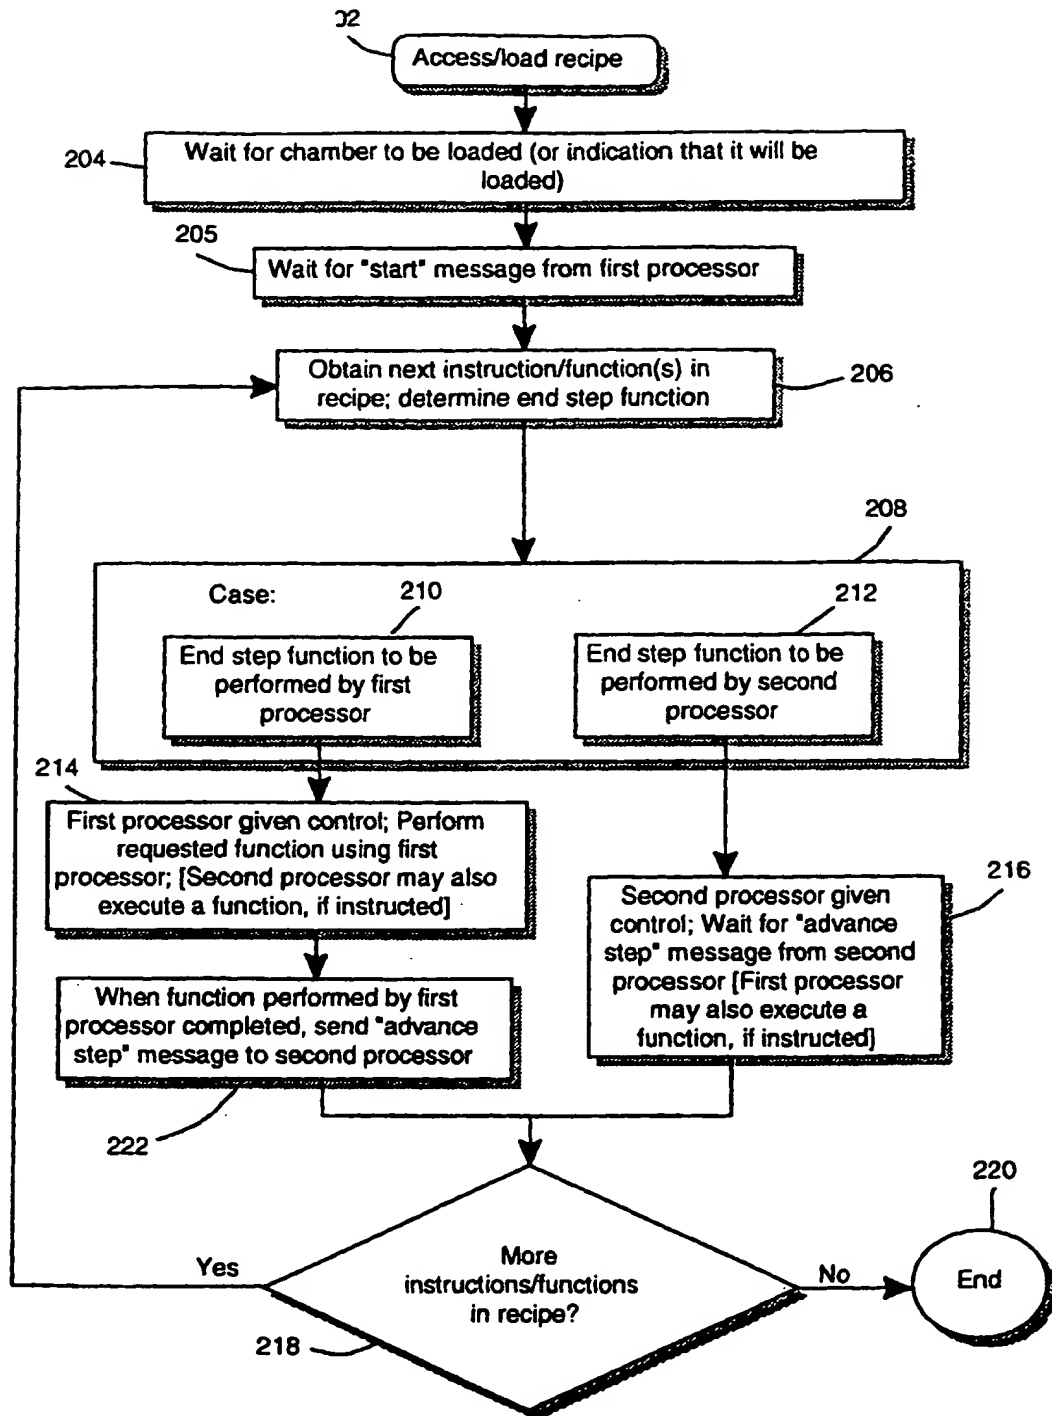 02
Access/load recipe
204
Wait for chamber to be loaded (or indication that it will be
loaded)
205
Wait for "start" message from first processor
Obtain next instruction/function(s) in
recipe; determine end step function
206
208
Case:
210
212
End step function to be
performed by first
processor
End step function to be
performed by second
processor
214
First processor given control; Perform
requested function using first
processor; [Second processor may also
execute a function, if instructed]
Second processor given
control; Wait for "advance
step" message from second
processor [First processor
may also execute a
function, if instructed]
216
When function performed by first
processor completed, send "advance
step" message to second processor
222
More
instructions/functions
in recipe?
Yes
No
218
220
End